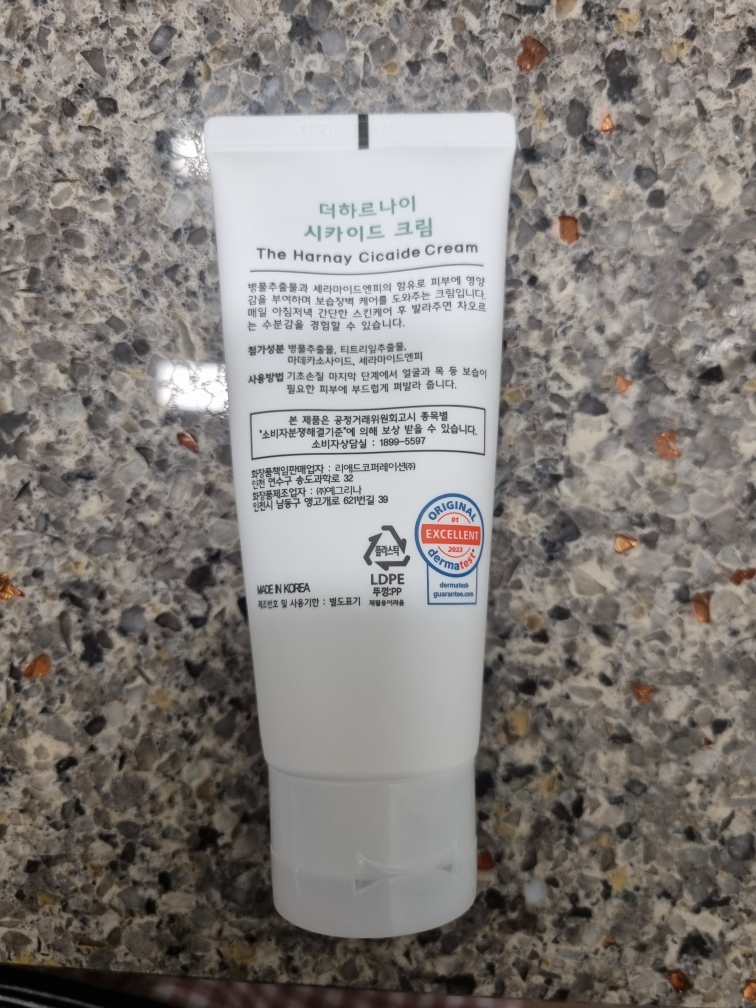 더하르나이
시카이드 크림
The Harnay Cicaide Cream
병풀추출물과 세라마이드엔피의 함유로 피부에 영양
감을 부여하며 보습장벽 케어를 도와주는 크림입니다.
매일 아침저녁 간단한 스킨케어 후 발라주면 차오르
는 수분감을 경험할 수 있습니다.
첨가성분 병풀추출물, 티트리잎추출물,
마데카소사이드, 세라마이드엔피
사용방법 기초손질 마지막 단계에서 얼굴과 목 등 보습이
필요한 피부에 부드럽게 펴발라 줍니다.
본 제품은 공정거래위원회고시 종목별
"소비자분쟁해결기준"에 의해 보상 받을 수 있습니다.
소비자상담실 : 1899-5597
화장품책임판매업자 : 리애드코퍼레이션㈜
인천 연수구 송도과학로 32
화장품제조업자 : ㈜예그리나
인천시 남동구 앵고개로 621번길 39
MADE IN KOREA
제조번호 및 사용기한 : 별도표기
플라스틱
LDPE
뚜껑:PP
재활용어려움
ORIGINAL
01
EXCELLENT
2023
dermatest
dermatest-
guarantee.com